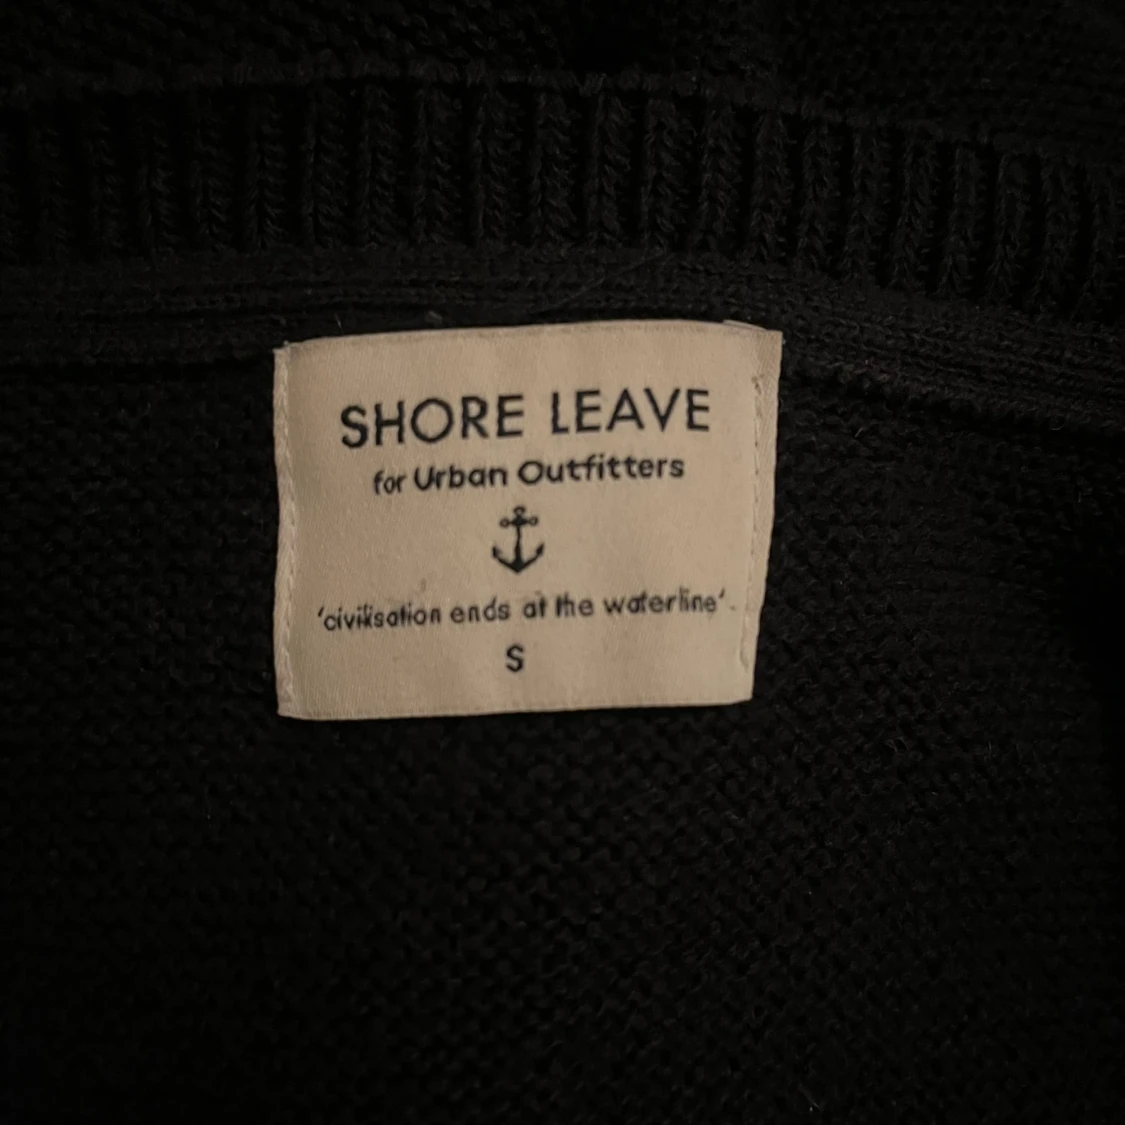 SHORE LEAVE
for Urban Outfitters
'civilisation ends at the waterline'.
S